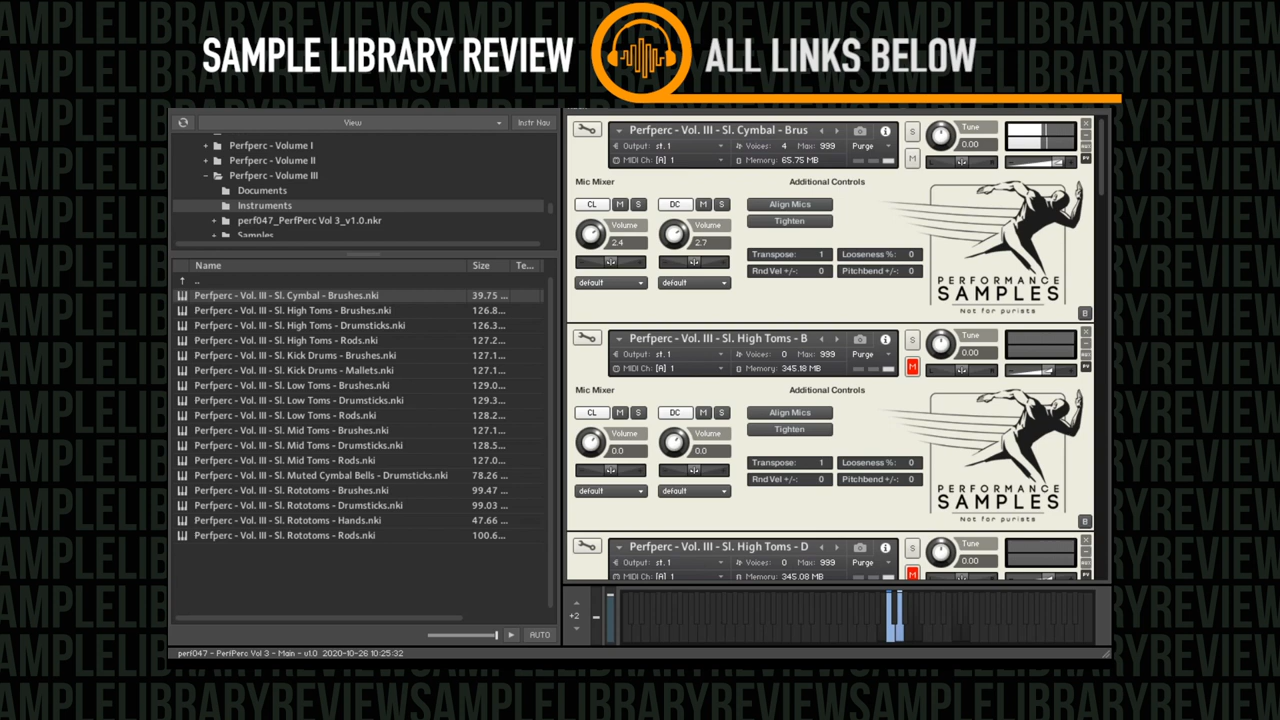 SAMPLE LIBRARY REVIEW
ALL LINKS BELOW
View
Instr Nav
Perfperc - Volume I
Perfperc - Volume II
Perfperc - Volume III
Documents
Instruments
perf047_PerfPerc Vol 3_v1.0.nkr
Samples
Name Size Te...
..
Perfperc - Vol. III - Sl. Cymbal - Brushes.nki 39.75 ...
Perfperc - Vol. III - Sl. High Toms - Brushes.nki 126.8...
Perfperc - Vol. III - Sl. High Toms - Drumsticks.nki 126.3...
Perfperc - Vol. III - Sl. High Toms - Rods.nki 127.2...
Perfperc - Vol. III - Sl. Kick Drums - Brushes.nki 127.1...
Perfperc - Vol. III - Sl. Kick Drums - Mallets.nki 127.1...
Perfperc - Vol. III - Sl. Low Toms - Brushes.nki 129.0...
Perfperc - Vol. III - Sl. Low Toms - Drumsticks.nki 129.3...
Perfperc - Vol. III - Sl. Low Toms - Rods.nki 128.2...
Perfperc - Vol. III - Sl. Mid Toms - Brushes.nki 127.1...
Perfperc - Vol. III - Sl. Mid Toms - Drumsticks.nki 128.5...
Perfperc - Vol. III - Sl. Mid Toms - Rods.nki 127.0...
Perfperc - Vol. III - Sl. Muted Cymbal Bells - Drumsticks.nki 78.26 ...
Perfperc - Vol. III - Sl. Rototoms - Brushes.nki 99.47 ...
Perfperc - Vol. III - Sl. Rototoms - Drumsticks.nki 99.03 ...
Perfperc - Vol. III - Sl. Rototoms - Hands.nki 47.66 ...
Perfperc - Vol. III - Sl. Rototoms - Rods.nki 100.6...
AUTO
perf047 - PerfPerc Vol 3 - Main - v1.0 2020-10-26 10:25:32
Perfperc - Vol. III - Sl. Cymbal - Brus
Output: st.1 Voices: 4 Max: 999 Purge
MIDI Ch: [A] 1 Memory: 65.75 MB
S
M
Tune
0.00
Mic Mixer Additional Controls
CL M S DC M S Align Mics
Tighten
Volume 2.4 Volume 2.7
Transpose: 1 Looseness %: 0
Rnd Vel +/-: 0 Pitchbend +/-: 0
default default
PERFORMANCE
SAMPLES
Not for purists
B
Perfperc - Vol. III - Sl. High Toms - B
Output: st.1 Voices: 0 Max: 999 Purge
MIDI Ch: [A] 1 Memory: 345.18 MB
S
M
Tune
0.00
Mic Mixer Additional Controls
CL M S DC M S Align Mics
Tighten
Volume 0.0 Volume 0.0
Transpose: 1 Looseness %: 0
Rnd Vel +/-: 0 Pitchbend +/-: 0
default default
PERFORMANCE
SAMPLES
Not for purists
B
Perfperc - Vol. III - Sl. High Toms - D
Output: st.1 Voices: 0 Max: 999 Purge
MIDI Ch: [A] 1 Memory: 345.08 MB
S
M
Tune
0.00
+2